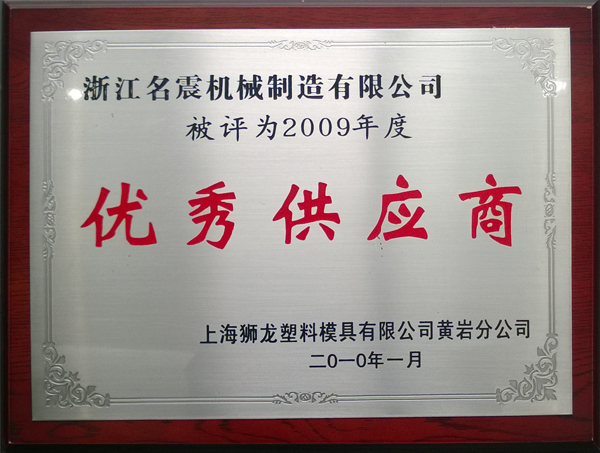 浙江名震机械制造有限公司
被评为2009年度
优秀供应商
上海狮龙塑料模具有限公司黄岩分公司
二〇一〇年一月